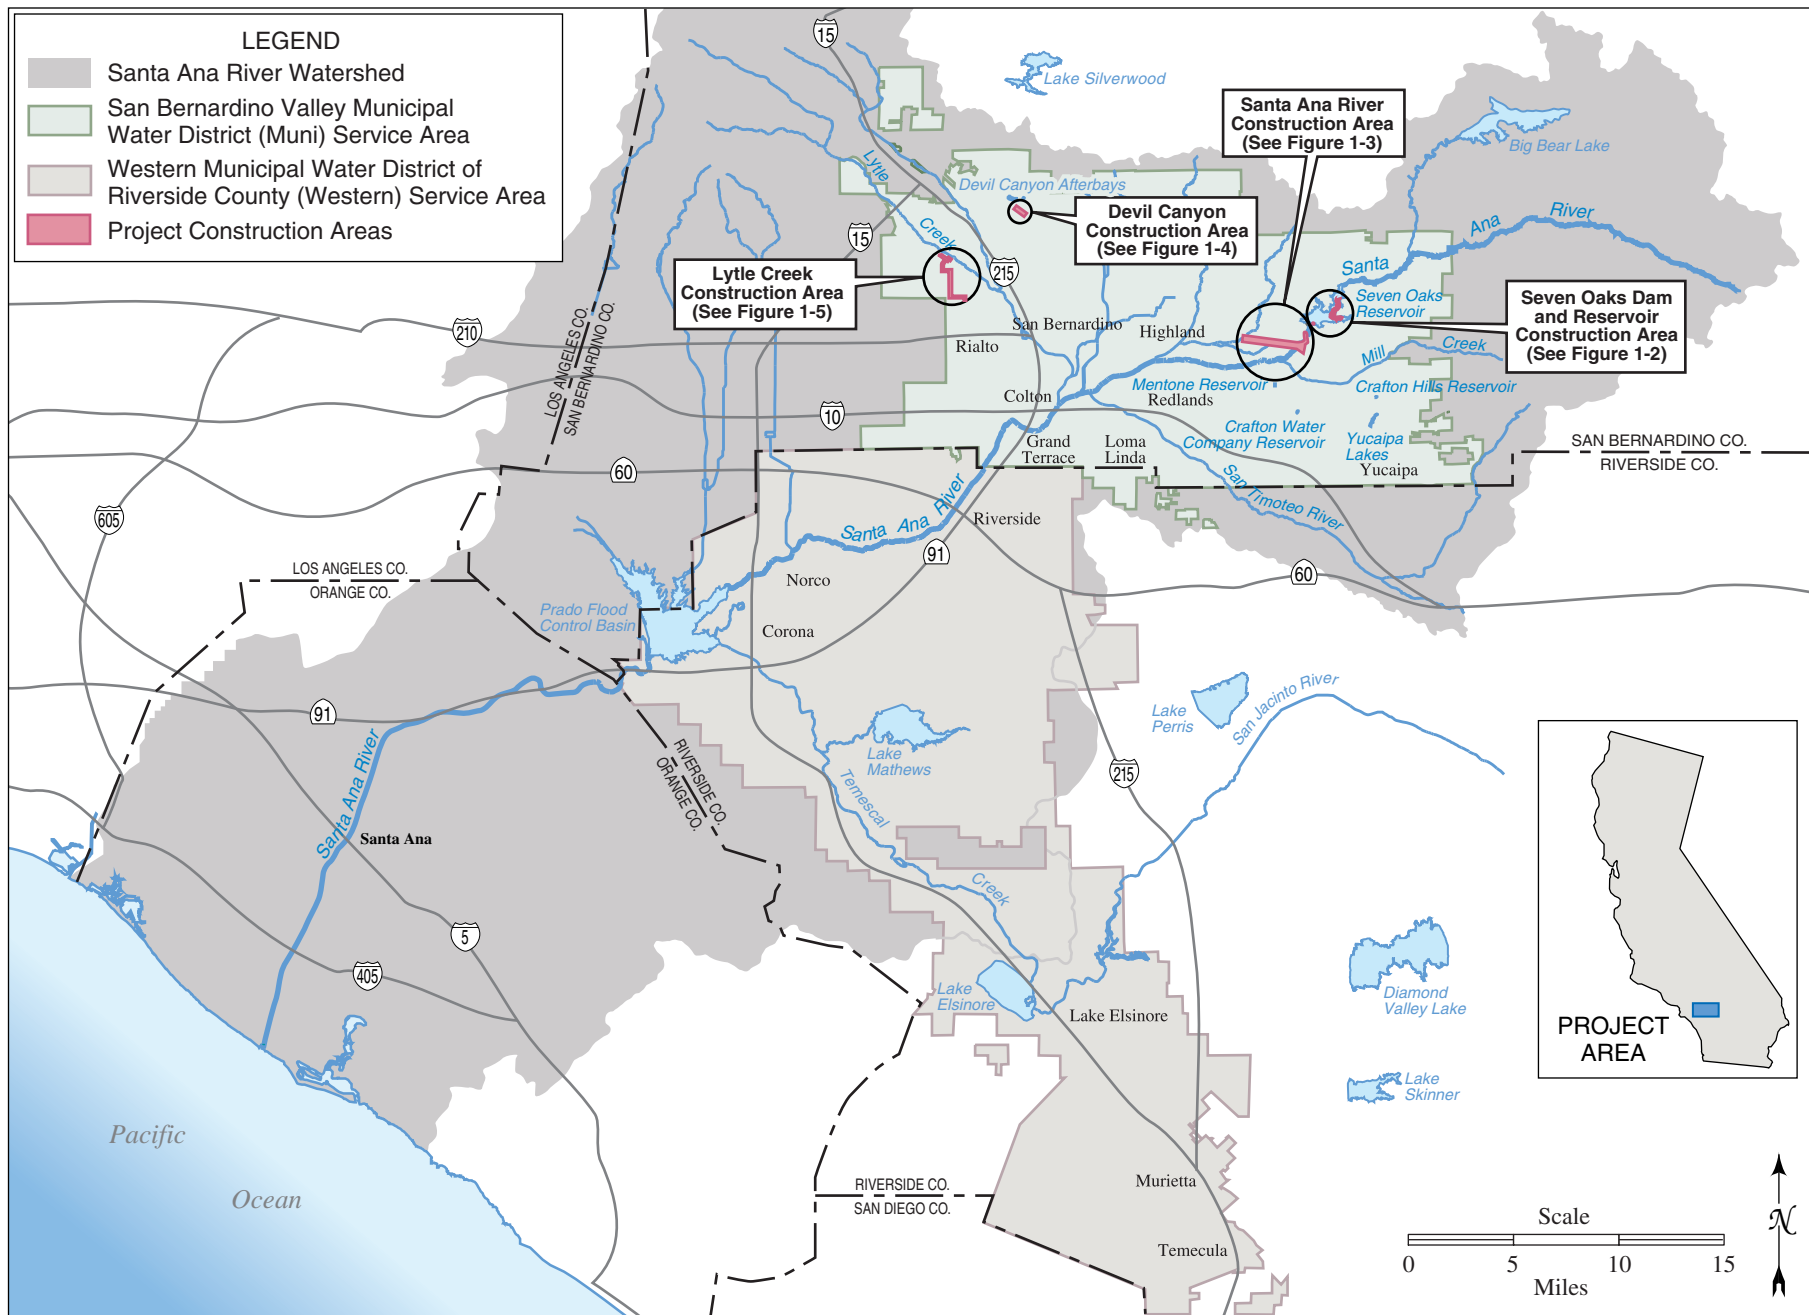 LEGEND
Santa Ana River Watershed
San Bernardino Valley Municipal
Water District (Muni) Service Area
Western Municipal Water District of
Riverside County (Western) Service Area
Project Construction Areas
15
Lake Silverwood
Santa Ana River
Construction Area
(See Figure 1-3)
Big Bear Lake
Lytle
Creek
Devil Canyon Afterbays
Devil Canyon
Construction Area
(See Figure 1-4)
15
215
Santa
Ana
River
Lytle Creek
Construction Area
(See Figure 1-5)
Seven Oaks
Reservoir
Seven Oaks Dam
and Reservoir
Construction Area
(See Figure 1-2)
LOS ANGELES CO.
SAN BERNARDINO CO.
210
San Bernardino
Highland
Rialto
Mill
Creek
Mentone Reservoir
Redlands
Crafton Hills Reservoir
Colton
10
Crafton Water
Company Reservoir
Yucaipa
Lakes
Yucaipa
Grand
Terrace
Loma
Linda
SAN BERNARDINO CO.
RIVERSIDE CO.
60
San Timoteo River
605
Santa Ana River
Riverside
91
60
LOS ANGELES CO.
ORANGE CO.
Norco
Prado Flood
Control Basin
Corona
91
Lake
Perris
San Jacinto River
Santa Ana River
RIVERSIDE CO.
ORANGE CO.
Lake
Mathews
215
Temescal
Creek
Santa Ana
5
405
Lake
Elsinore
Lake Elsinore
Diamond
Valley Lake
PROJECT
AREA
Lake
Skinner
Pacific
Ocean
RIVERSIDE CO.
SAN DIEGO CO.
Murietta
Temecula
Scale
0 5 10 15
Miles
N